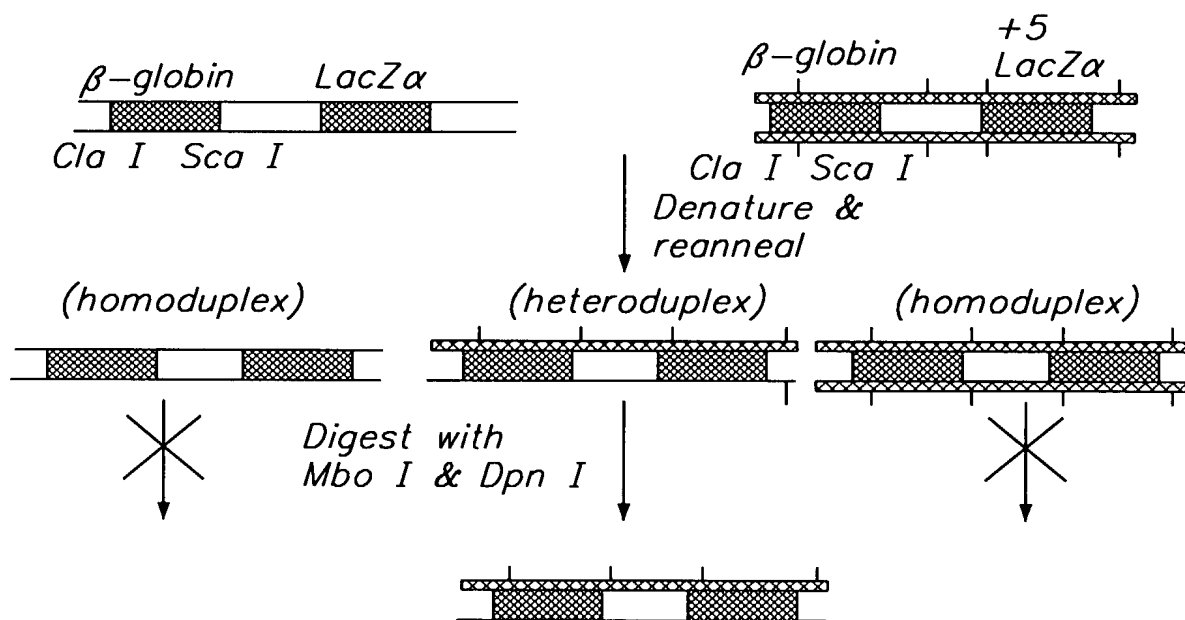 β-globin LacZα
Cla I Sca I
+5
β-globin LacZα
Cla I Sca I
Denature &
reanneal
(homoduplex) (heteroduplex) (homoduplex)
Digest with
Mbo I & Dpn I